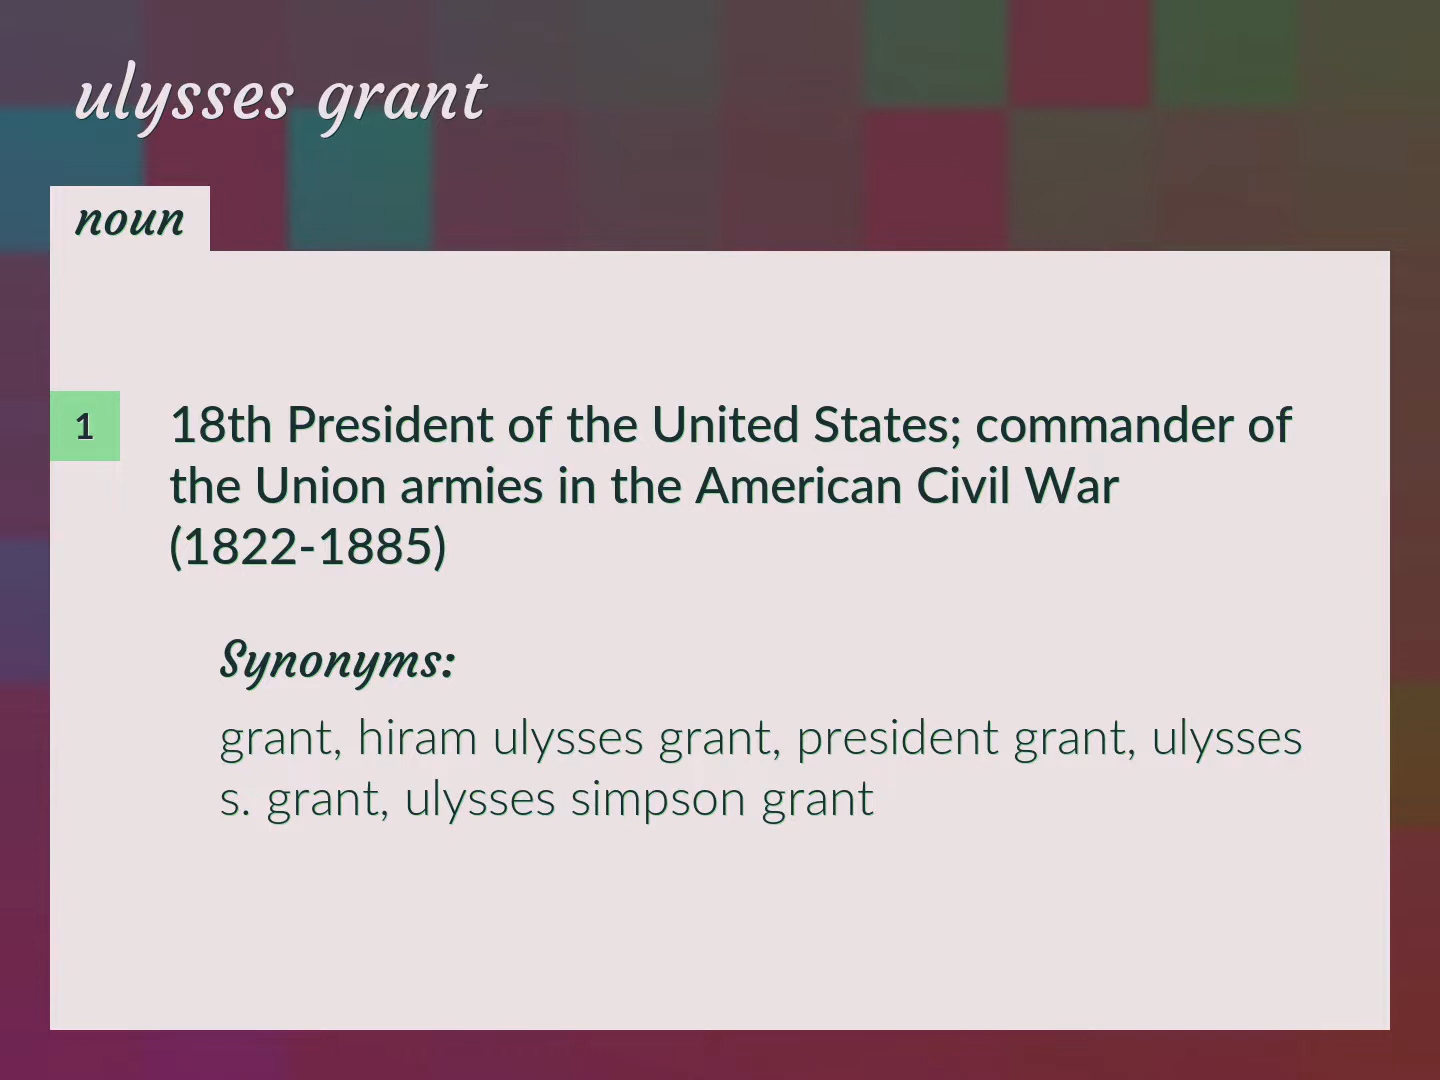 ulysses grant
noun
1
18th President of the United States; commander of
the Union armies in the American Civil War
(1822-1885)
Synonyms:
grant, hiram ulysses grant, president grant, ulysses
s. grant, ulysses simpson grant